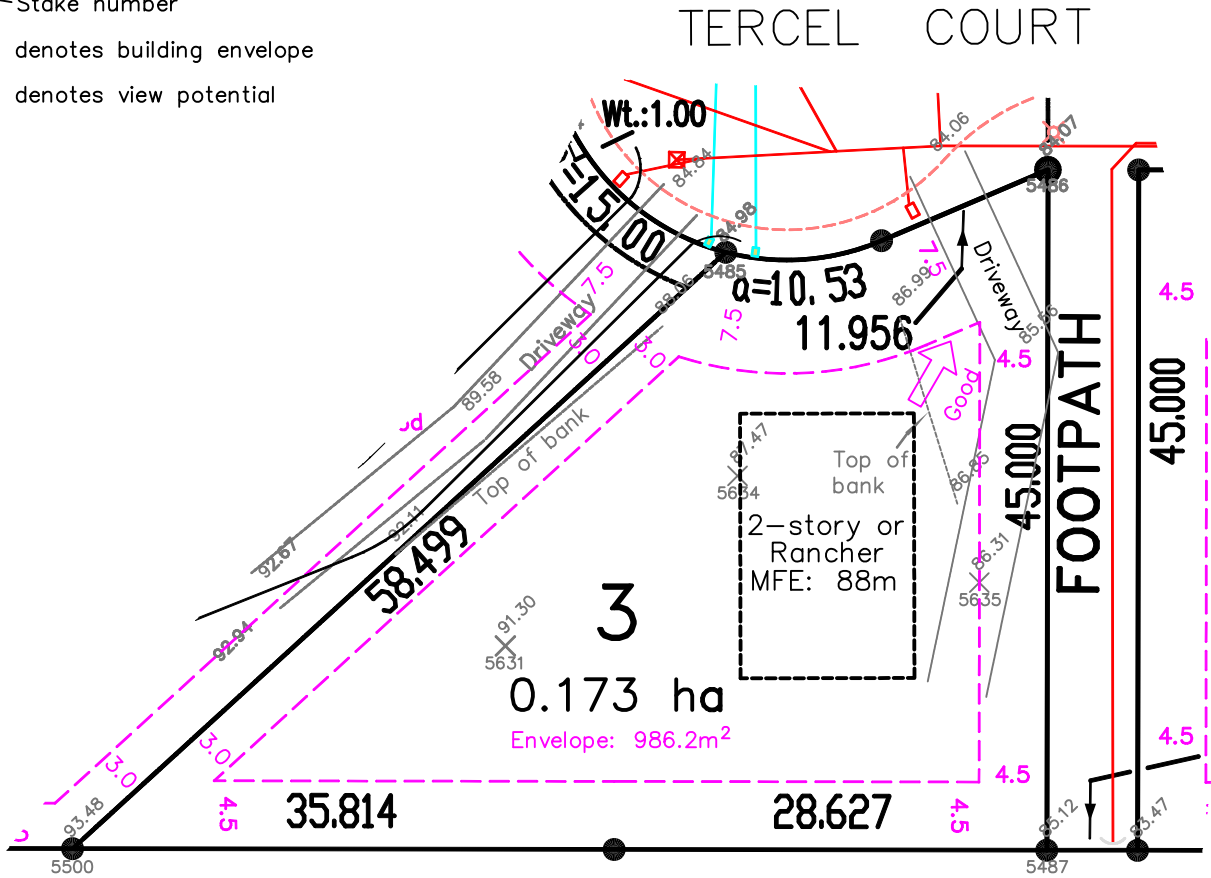 Stake number
denotes building envelope
denotes view potential
TERCEL COURT
Wt.:1.00
84.06
84.07
84.84
=15.00
84.98
5486
5485
a=10.53
11.956
7.5
7.5
7.5
Driveway
Driveway
86.99
85.56
88.06
3.0
3.0
4.5
4.5
Good
89.58
Top of bank
87.47
5634
Top of
bank
86.85
45.000
FOOTPATH
45.000
92.11
92.67
58.499
2-story or
Rancher
MFE: 88m
86.31
5635
92.94
91.30
5631
3
0.173 ha
Envelope: 986.2m²
3.0
3.0
4.5
4.5
4.5
4.5
35.814
28.627
93.48
5500
85.12
5487
83.47